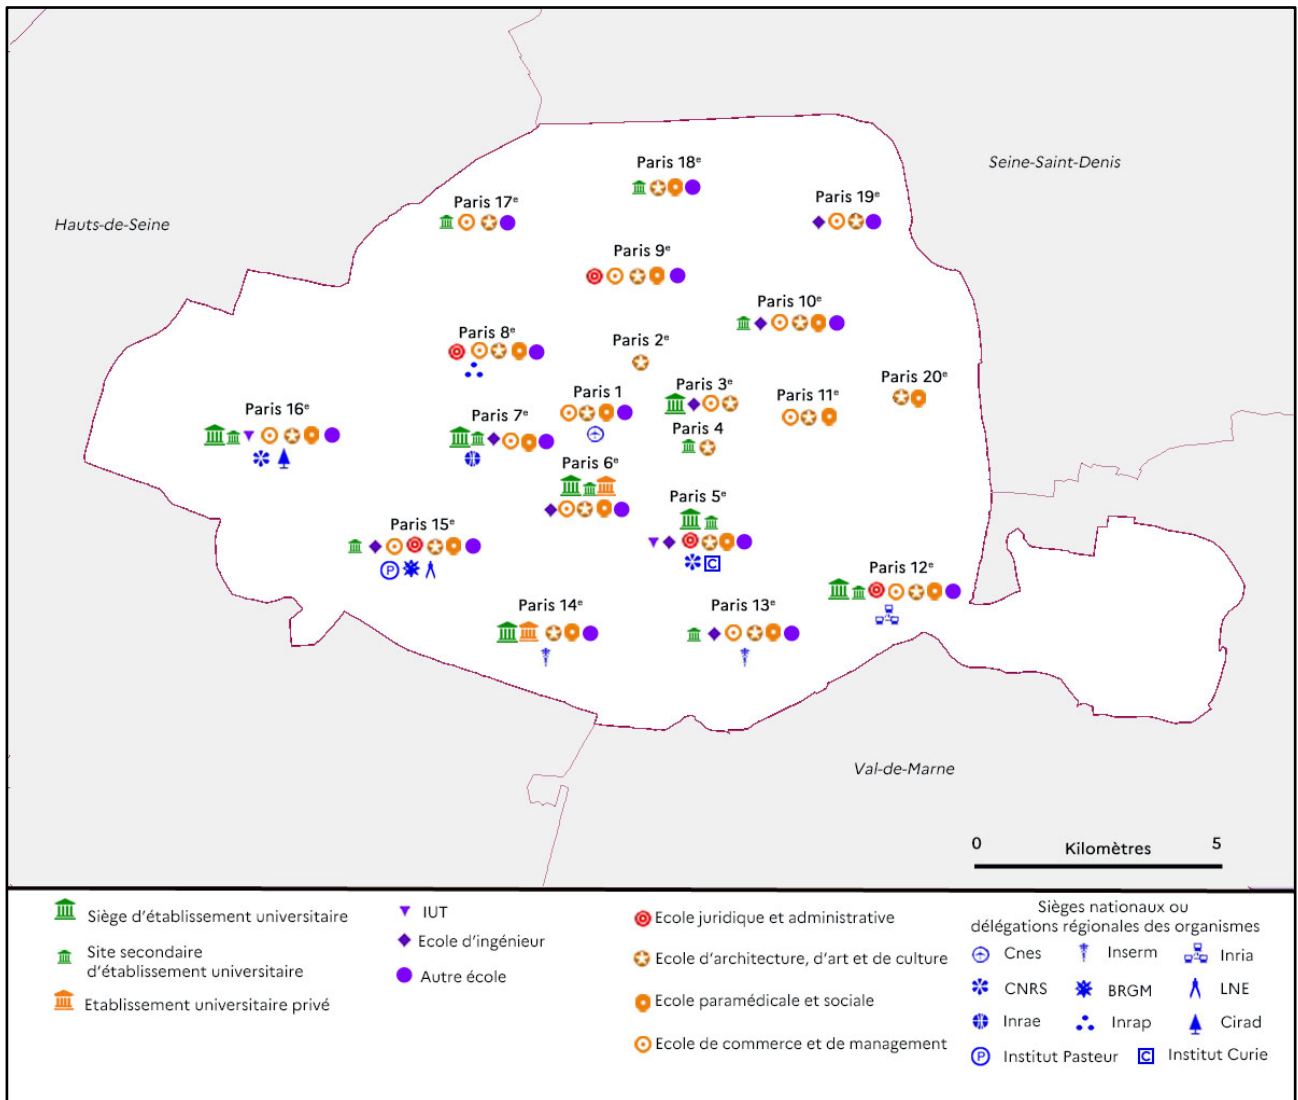 Paris 18e
Seine-Saint-Denis
Paris 17e
Paris 19e
Hauts-de-Seine
Paris 9e
Paris 10e
Paris 8e
Paris 2e
Paris 3e
Paris 20e
Paris 1
Paris 11e
Paris 16e
Paris 7e
Paris 4
Paris 6e
Paris 5e
Paris 15e
P
C
Paris 12e
Paris 14e
Paris 13e
Val-de-Marne
0
5
Kilomètres
Siège d'établissement universitaire
Site secondaire
d'établissement universitaire
Etablissement universitaire privé
IUT
Ecole d'ingénieur
Autre école
Ecole juridique et administrative
Ecole d'architecture, d'art et de culture
Ecole paramédicale et sociale
Ecole de commerce et de management
Sièges nationaux ou
délégations régionales des organismes
Cnes
Inserm
Inria
CNRS
BRGM
LNE
Inrae
Inrap
Cirad
P Institut Pasteur
C Institut Curie